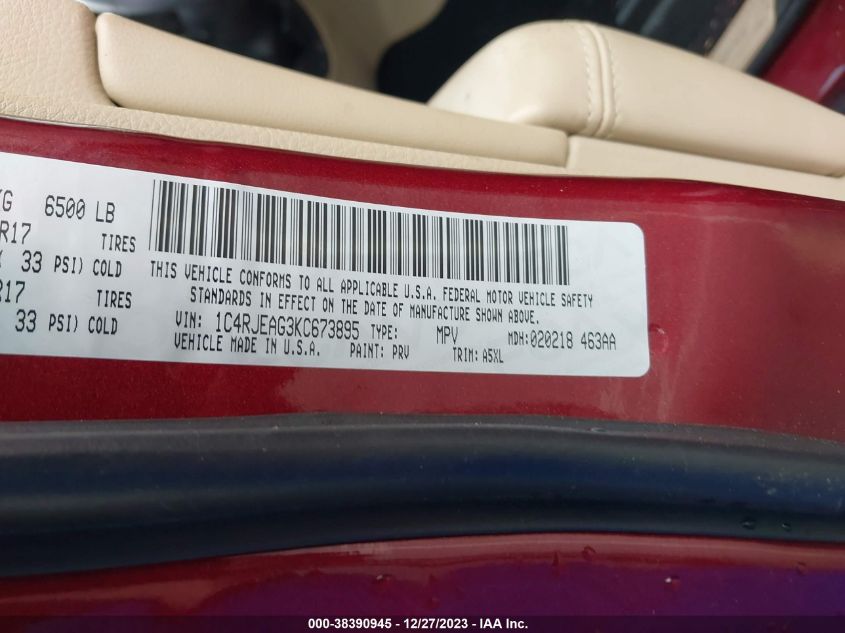 KG 6500 LB
R17 TIRES
33 PSI) COLD
R17 TIRES
33 PSI) COLD
THIS VEHICLE CONFORMS TO ALL APPLICABLE U.S.A. FEDERAL MOTOR VEHICLE SAFETY
STANDARDS IN EFFECT ON THE DATE OF MANUFACTURE SHOWN ABOVE.
VIN: 1C4RJEAG3KC673895 TYPE: MPV MDH:020218 463AA
VEHICLE MADE IN U.S.A. PAINT: PRV TRIM: A5XL
000-38390945 - 12/27/2023 - IAA Inc.